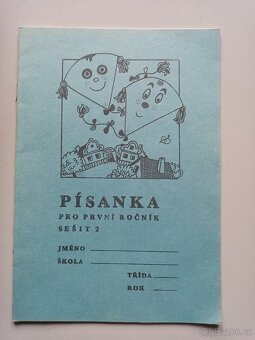 PÍSANKA
PRO PRVNÍ ROČNÍK
SEŠIT 2
JMÉNO
ŠKOLA
TŘÍDA
ROK